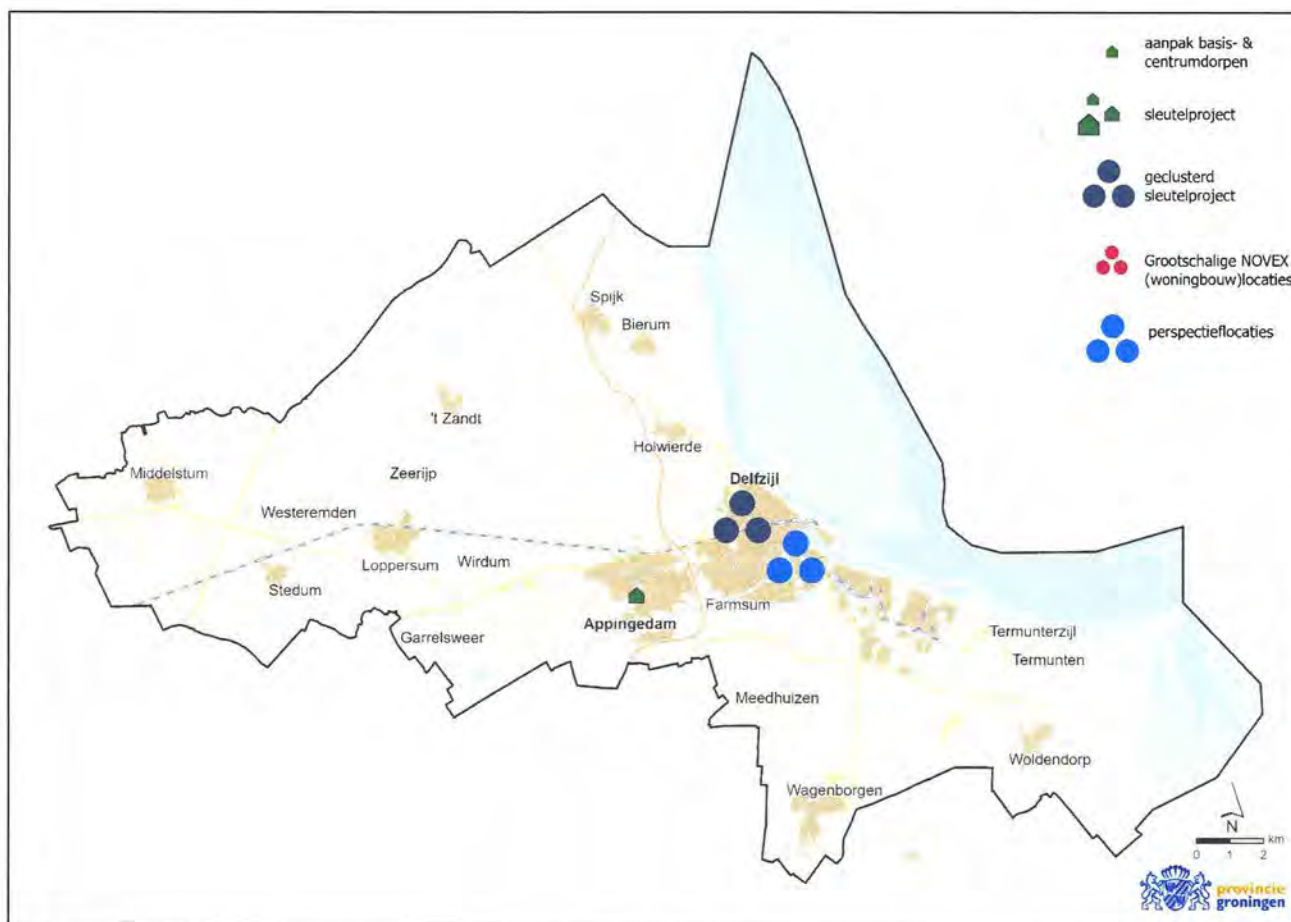 aanpak basis- &
centrumdorpen
sleutelproject
geclusterd
sleutelproject
Grootschalige NOVEX
(woningbouw)locaties
perspectieflocaties
Spijk
Bierum
't Zandt
Holwierde
Middelstum
Zeerijp
Delfzijl
Westeremden
Loppersum
Wirdum
Stedum
Farmsum
Appingedam
Garrelsweer
Termunterzijl
Termunten
Meedhuizen
Woldendorp
Wagenborgen
N
km
0 1 2
provincie
groningen